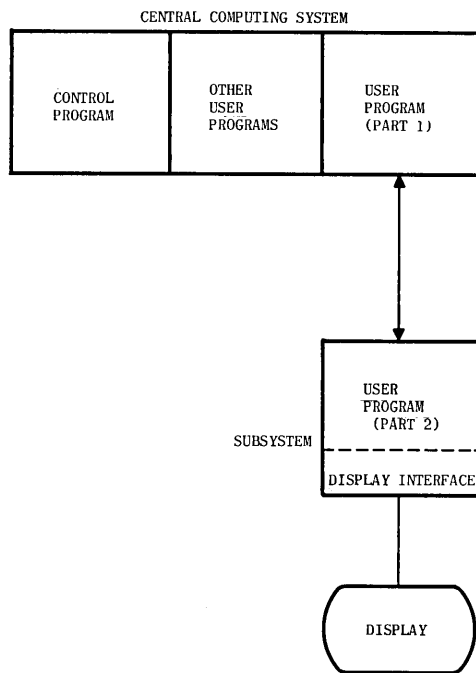 CENTRAL COMPUTING SYSTEM
CONTROL
PROGRAM
OTHER
USER
PROGRAMS
USER
PROGRAM
(PART 1)
USER
PROGRAM
(PART 2)
SUBSYSTEM
DISPLAY INTERFACE
DISPLAY